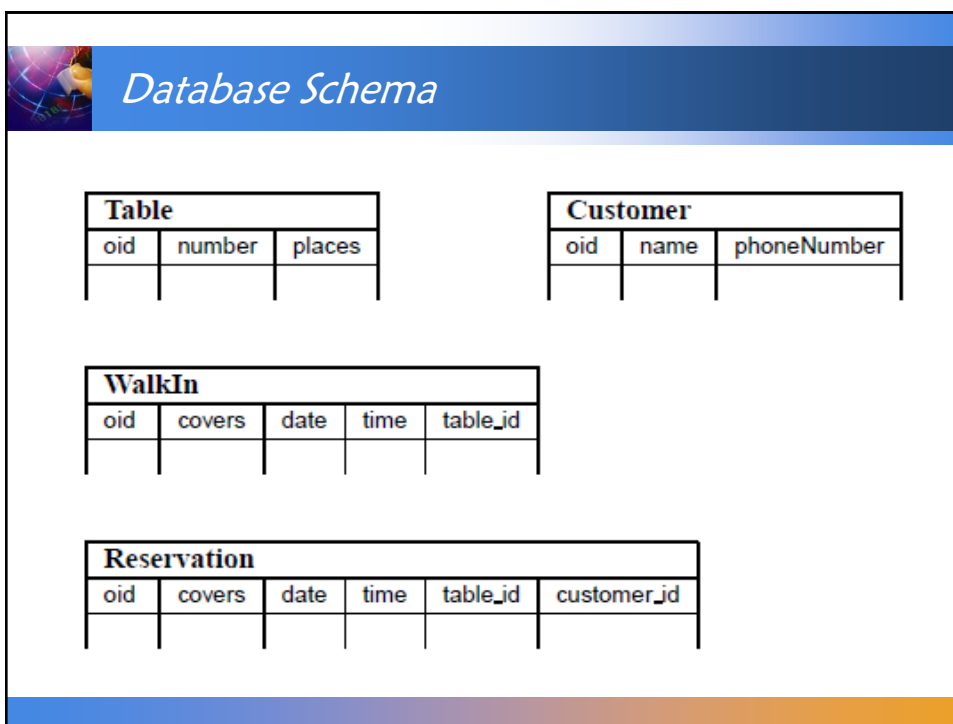 Database Schema
Table
oid number places
Customer
oid name phoneNumber
WalkIn
oid covers date time table_id
Reservation
oid covers date time table_id customer_id